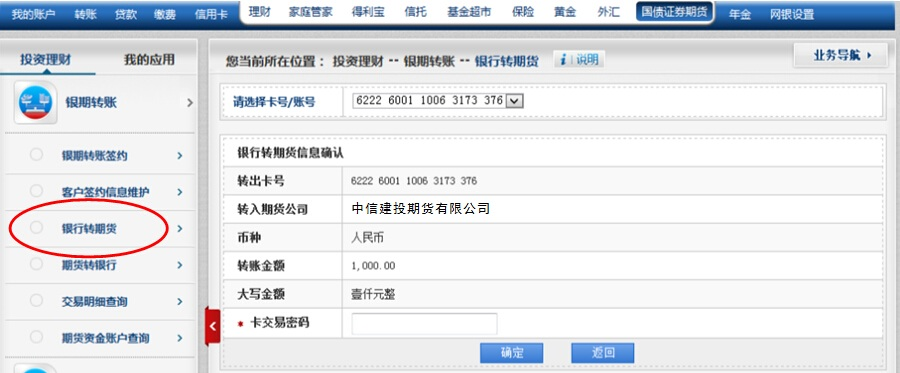 我的账户 转账 贷款 缴费 信用卡 理财 家庭管家 得利宝 信托 基金超市 保险 黄金 外汇 国债证券期货 年金 网银设置
投资理财 我的应用
您当前所在位置： 投资理财 -- 银期转账 -- 银行转期货 i 说明 业务导航
银期转账
请选择卡号/账号 6222 6001 1006 3173 376
银期转账签约
客户签约信息维护
银行转期货
期货转银行
交易明细查询
期货资金账户查询
银行转期货信息确认
转出卡号 6222 6001 1006 3173 376
转入期货公司 中信建投期货有限公司
币种 人民币
转账金额 1,000.00
大写金额 壹仟元整
* 卡交易密码
确定 返回